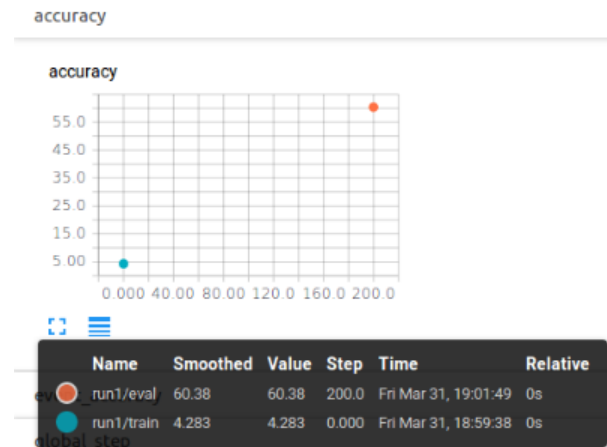 accuracy
accuracy
55.0
45.0
35.0
25.0
15.0
5.00
0.000 40.00 80.00 120.0 160.0 200.0
Name Smoothed Value Step Time Relative
run1/eval 60.38 60.38 200.0 Fri Mar 31, 19:01:49 0s
run1/train 4.283 4.283 0.000 Fri Mar 31, 18:59:38 0s
global_step